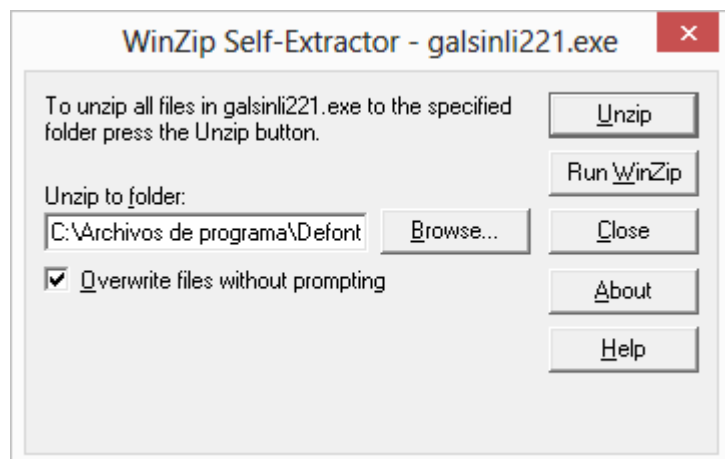 WinZip Self-Extractor - galsinli221.exe
To unzip all files in galsinli221.exe to the specified
folder press the Unzip button.
Unzip to folder:
C:\Archivos de programa\Defont
Browse...
Overwrite files without prompting
Unzip
Run WinZip
Close
About
Help